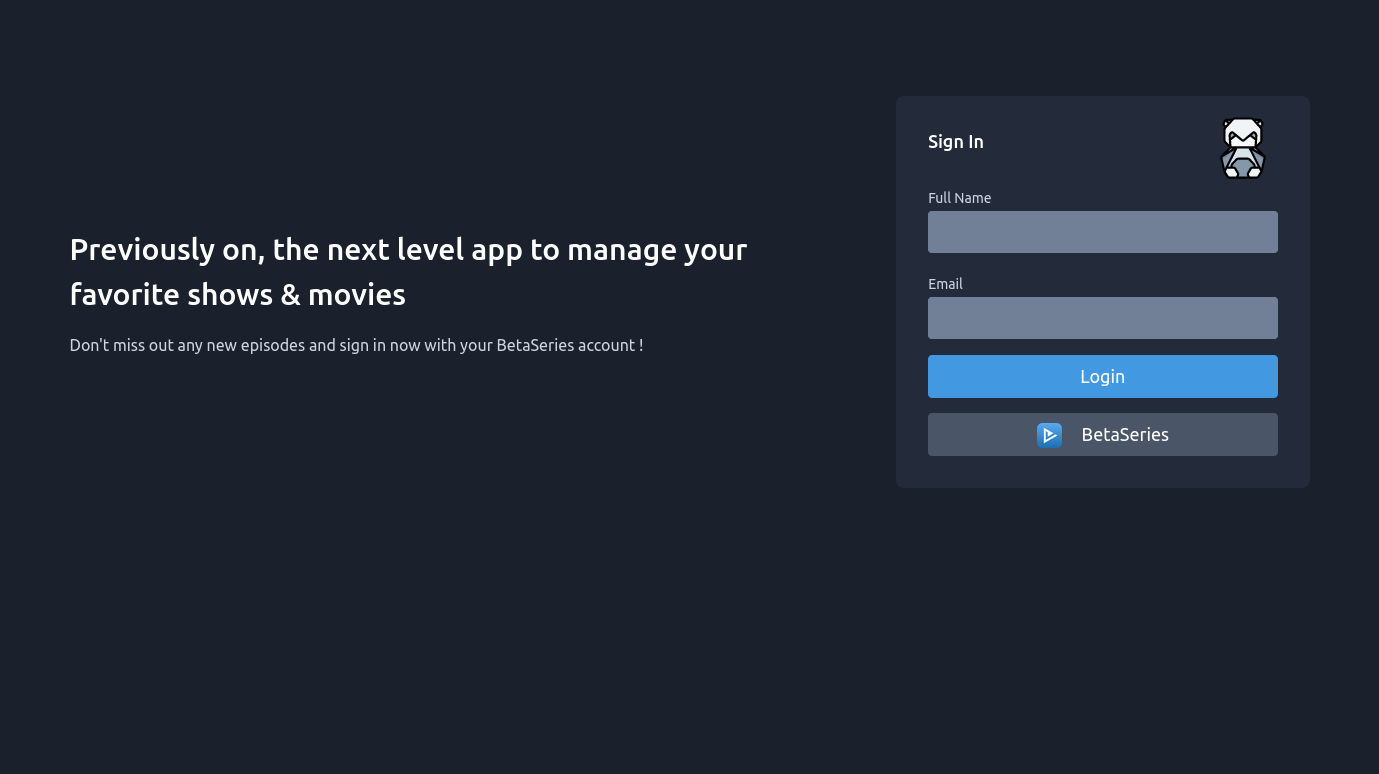 Previously on, the next level app to manage your
favorite shows & movies
Don't miss out any new episodes and sign in now with your BetaSeries account !
Sign In
Full Name
Email
Login
BetaSeries